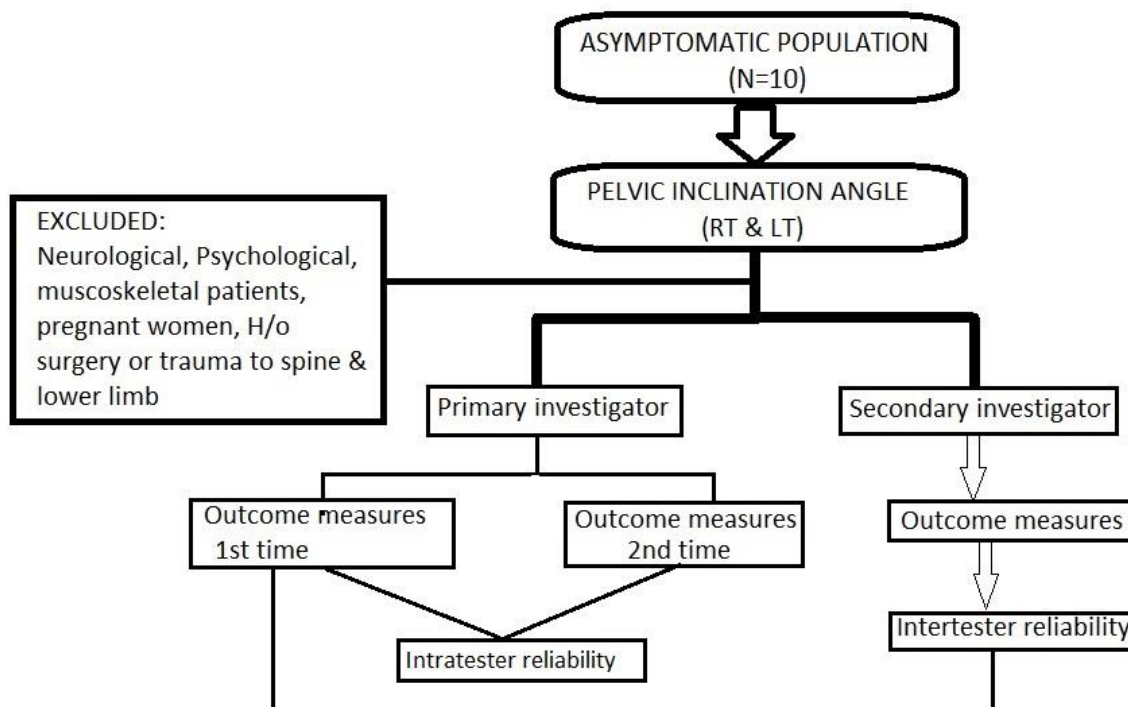 ASYMPTOMATIC POPULATION
(N=10)
PELVIC INCLINATION ANGLE
(RT & LT)
EXCLUDED:
Neurological, Psychological,
muscoskeletal patients,
pregnant women, H/o
surgery or trauma to spine &
lower limb
Primary investigator
Secondary investigator
Outcome measures
1st time
Outcome measures
2nd time
Outcome measures
Intratester reliability
Intertester reliability